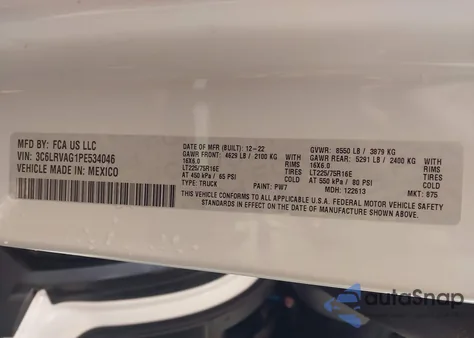 MFD BY: FCA US LLC
VIN: 3C6LRVAG1PE534046
VEHICLE MADE IN: MEXICO
DATE OF MFR (BUILT): 12-22
GVWR: 8550 LB / 3879 KG
GAWR FRONT: 4629 LB / 2100 KG WITH TIRES
GAWR REAR: 5291 LB / 2400 KG WITH TIRES
16X6.0 RIMS
16X6.0 RIMS
LT225/75R16E
LT225/75R16E
AT 450 kPa / 65 PSI
AT 550 kPa / 80 PSI
TYPE: TRUCK
PAINT: PW7
MDH: 122613
MKT: 875
THIS VEHICLE CONFORMS TO ALL APPLICABLE U.S.A. FEDERAL MOTOR VEHICLE SAFETY
STANDARDS IN EFFECT ON THE DATE OF MANUFACTURE SHOWN ABOVE.
autoSnap